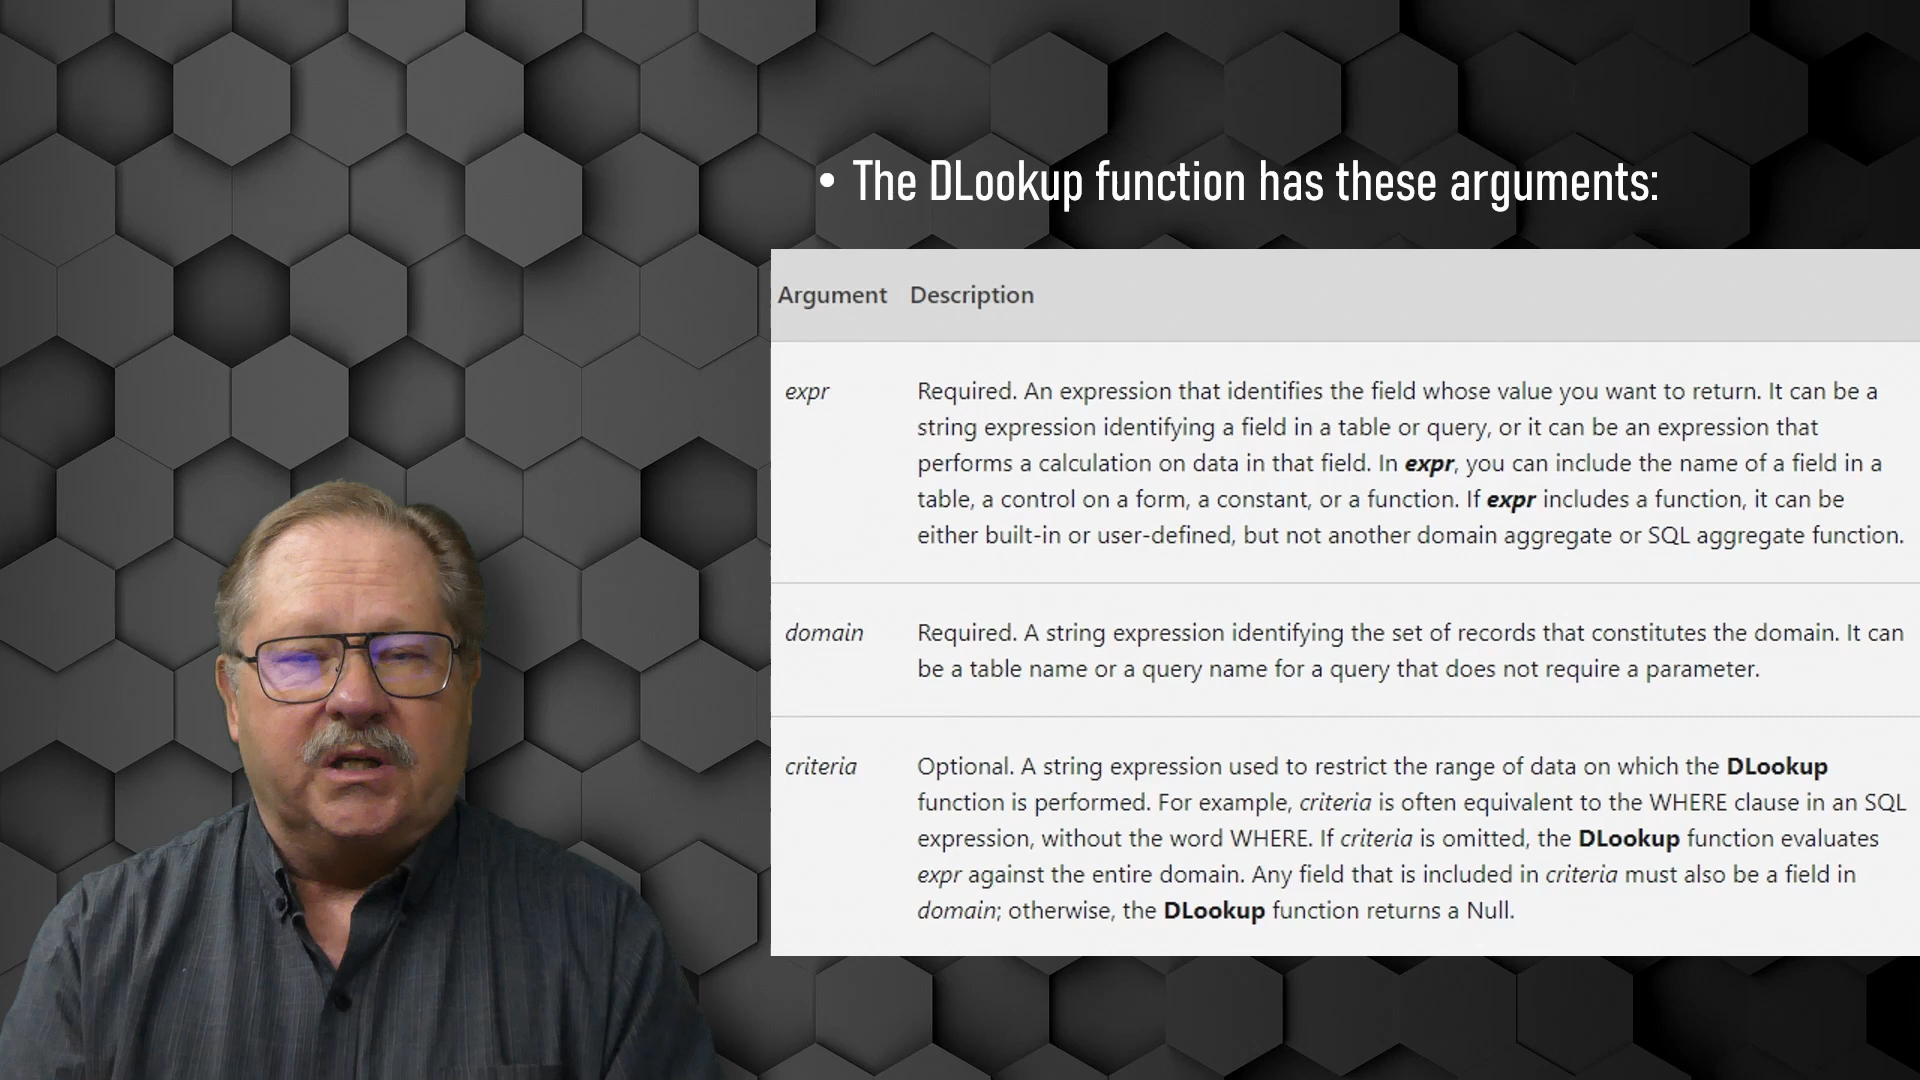 • The DLookup function has these arguments:
Argument Description
expr Required. An expression that identifies the field whose value you want to return. It can be a
string expression identifying a field in a table or query, or it can be an expression that
performs a calculation on data in that field. In expr, you can include the name of a field in a
table, a control on a form, a constant, or a function. If expr includes a function, it can be
either built-in or user-defined, but not another domain aggregate or SQL aggregate function.
domain Required. A string expression identifying the set of records that constitutes the domain. It can
be a table name or a query name for a query that does not require a parameter.
criteria Optional. A string expression used to restrict the range of data on which the DLookup
function is performed. For example, criteria is often equivalent to the WHERE clause in an SQL
expression, without the word WHERE. If criteria is omitted, the DLookup function evaluates
expr against the entire domain. Any field that is included in criteria must also be a field in
domain; otherwise, the DLookup function returns a Null.